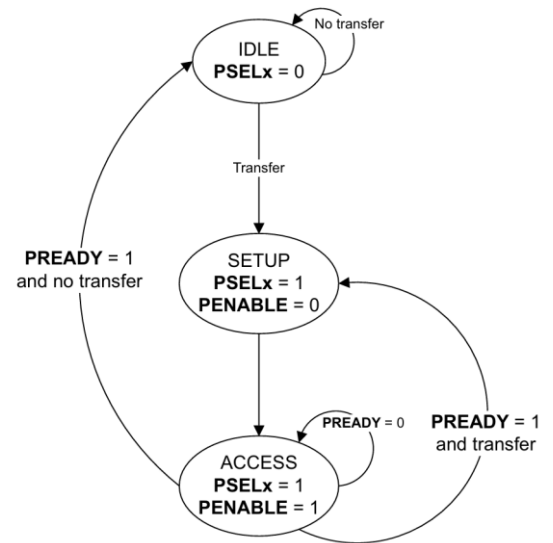 No transfer
IDLE
PSELx = 0
Transfer
PREADY = 1
and no transfer
SETUP
PSELx = 1
PENABLE = 0
PREADY = 0
PREADY = 1
and transfer
ACCESS
PSELx = 1
PENABLE = 1